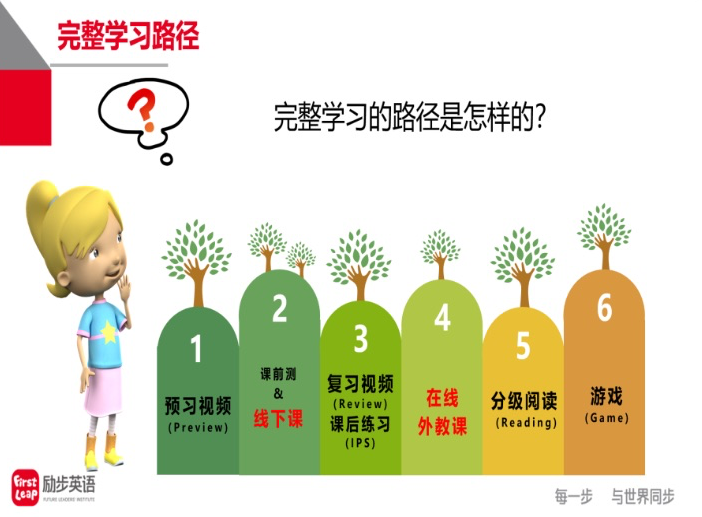 完整学习路径
?
完整学习的路径是怎样的?
1
预习视频
(Preview)
2
课前测
&
线下课
3
复习视频
(Review)
课后练习
(IPS)
4
在线
外教课
5
分级阅读
(Reading)
6
游戏
(Game)
First
Leap
励步英语
FUTURE LEADERS' INSTITUTE
每一步 与世界同步